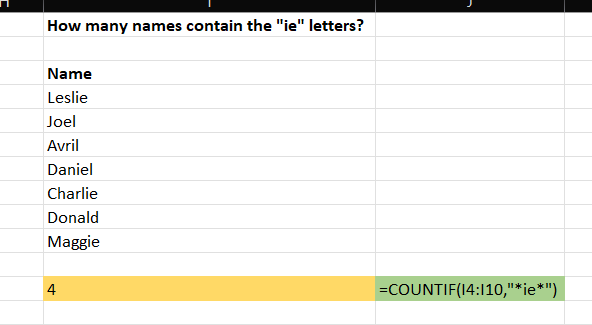 How many names contain the "ie" letters?
Name
Leslie
Joel
Avril
Daniel
Charlie
Donald
Maggie
4 =COUNTIF(I4:I10,"*ie*")